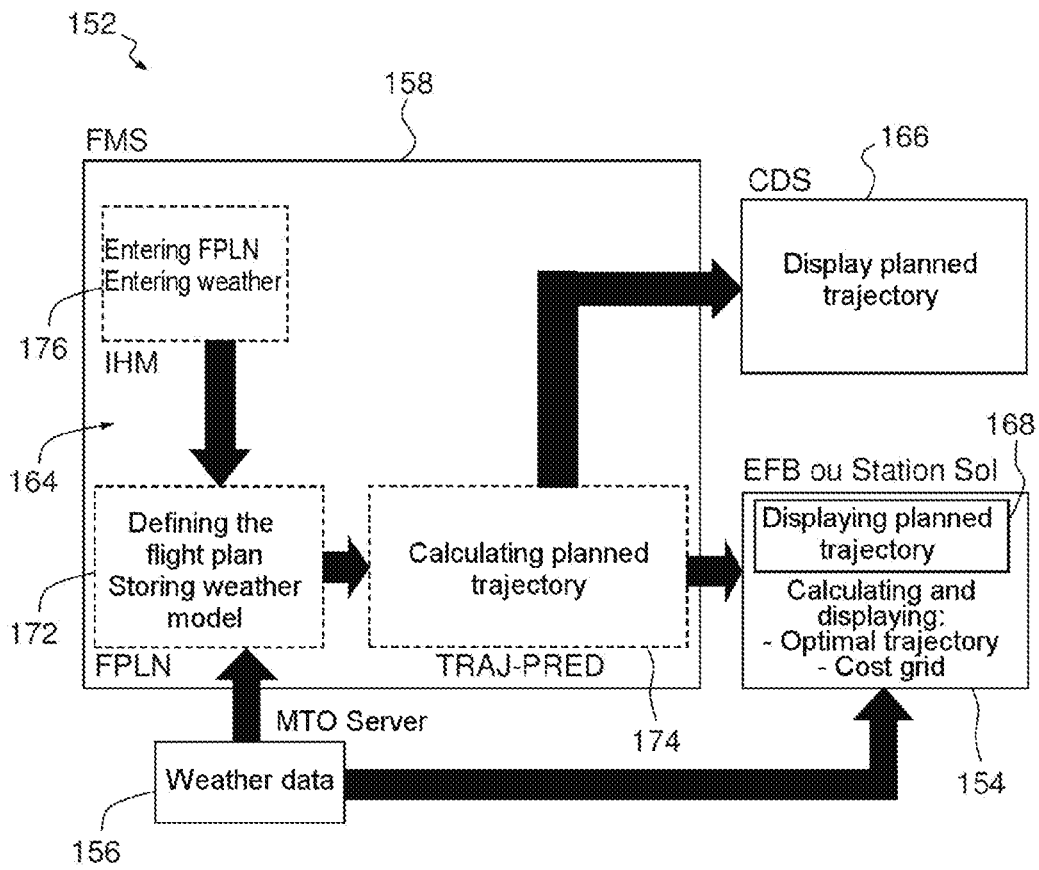 152
158
FMS
166
CDS
Entering FPLN
Entering weather
Display planned
trajectory
176
IHM
168
164
EFB ou Station Sol
Defining the
flight plan
Storing weather
model
Calculating planned
trajectory
Displaying planned
trajectory
Calculating and
displaying:
- Optimal trajectory
- Cost grid
172
FPLN
TRAJ-PRED
MTO Server
174
Weather data
154
156